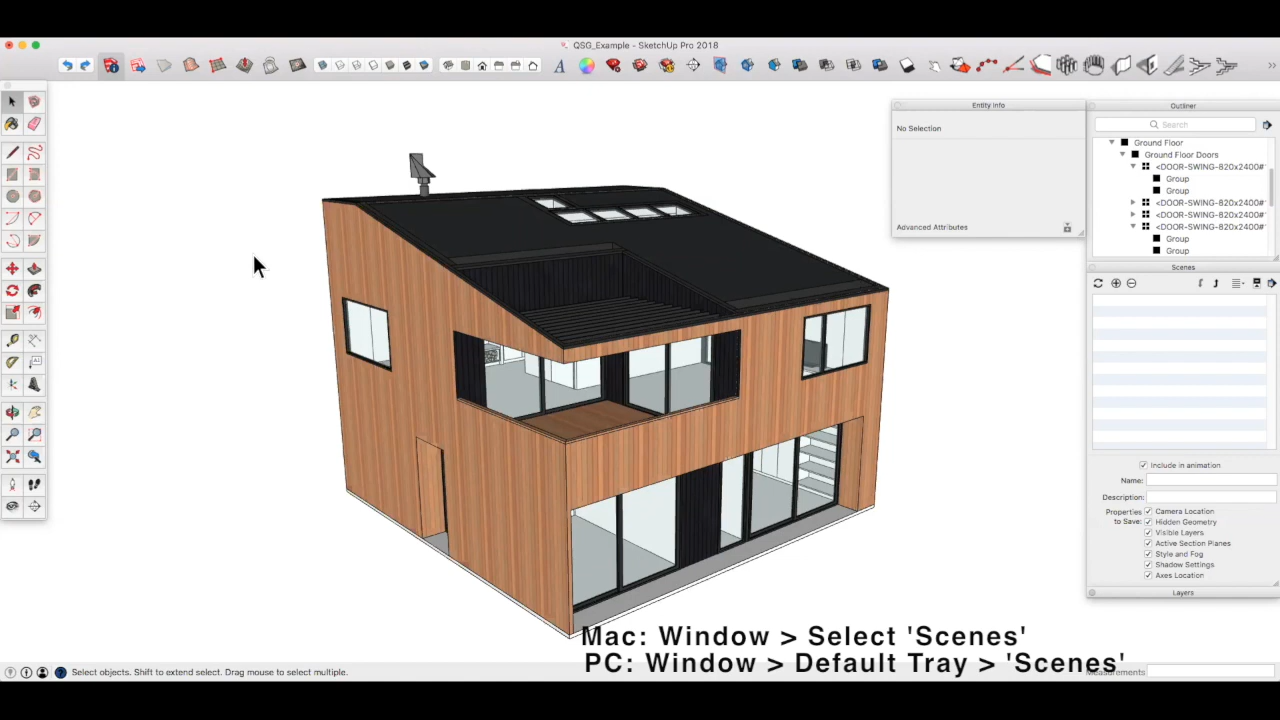 QSG_Example - SketchUp Pro 2018
Entity Info
No Selection
Advanced Attributes
Outliner
Search
Ground Floor
Ground Floor Doors
<DOOR-SWING-820x2400#
Group
Group
<DOOR-SWING-820x2400#
<DOOR-SWING-820x2400#
<DOOR-SWING-820x2400#
Group
Group
Scenes
Include in animation
Name:
Description:
Properties to Save:
Camera Location
Hidden Geometry
Visible Layers
Active Section Planes
Style and Fog
Shadow Settings
Axes Location
Layers
Mac: Window > Select 'Scenes'
PC: Window > Default Tray > 'Scenes'
Select objects. Shift to extend select. Drag mouse to select multiple.
Measurements